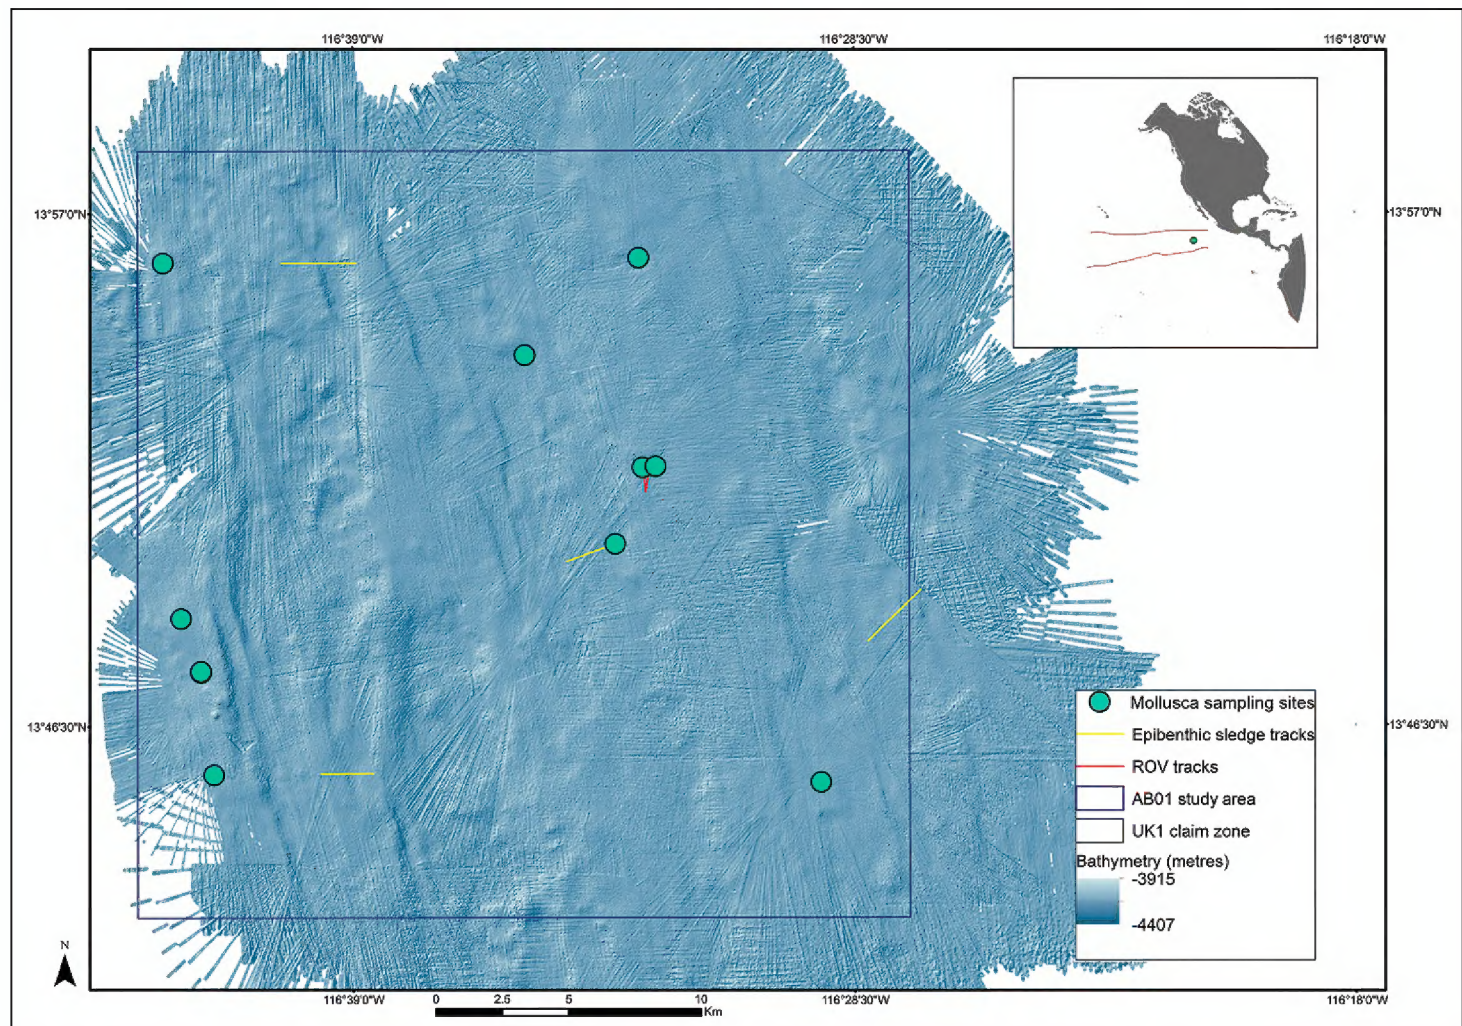 116°39'0"W 116°28'30"W 116°18'0"W
13°57'0"N 13°57'0"N
13°46'30"N 13°46'30"N
Mollusca sampling sites
Epibenthic sledge tracks
ROV tracks
AB01 study area
UK1 claim zone
Bathymetry (metres)
-3915
-4407
N
116°39'0"W 116°28'30"W 116°18'0"W
0 2.5 5 10
Km